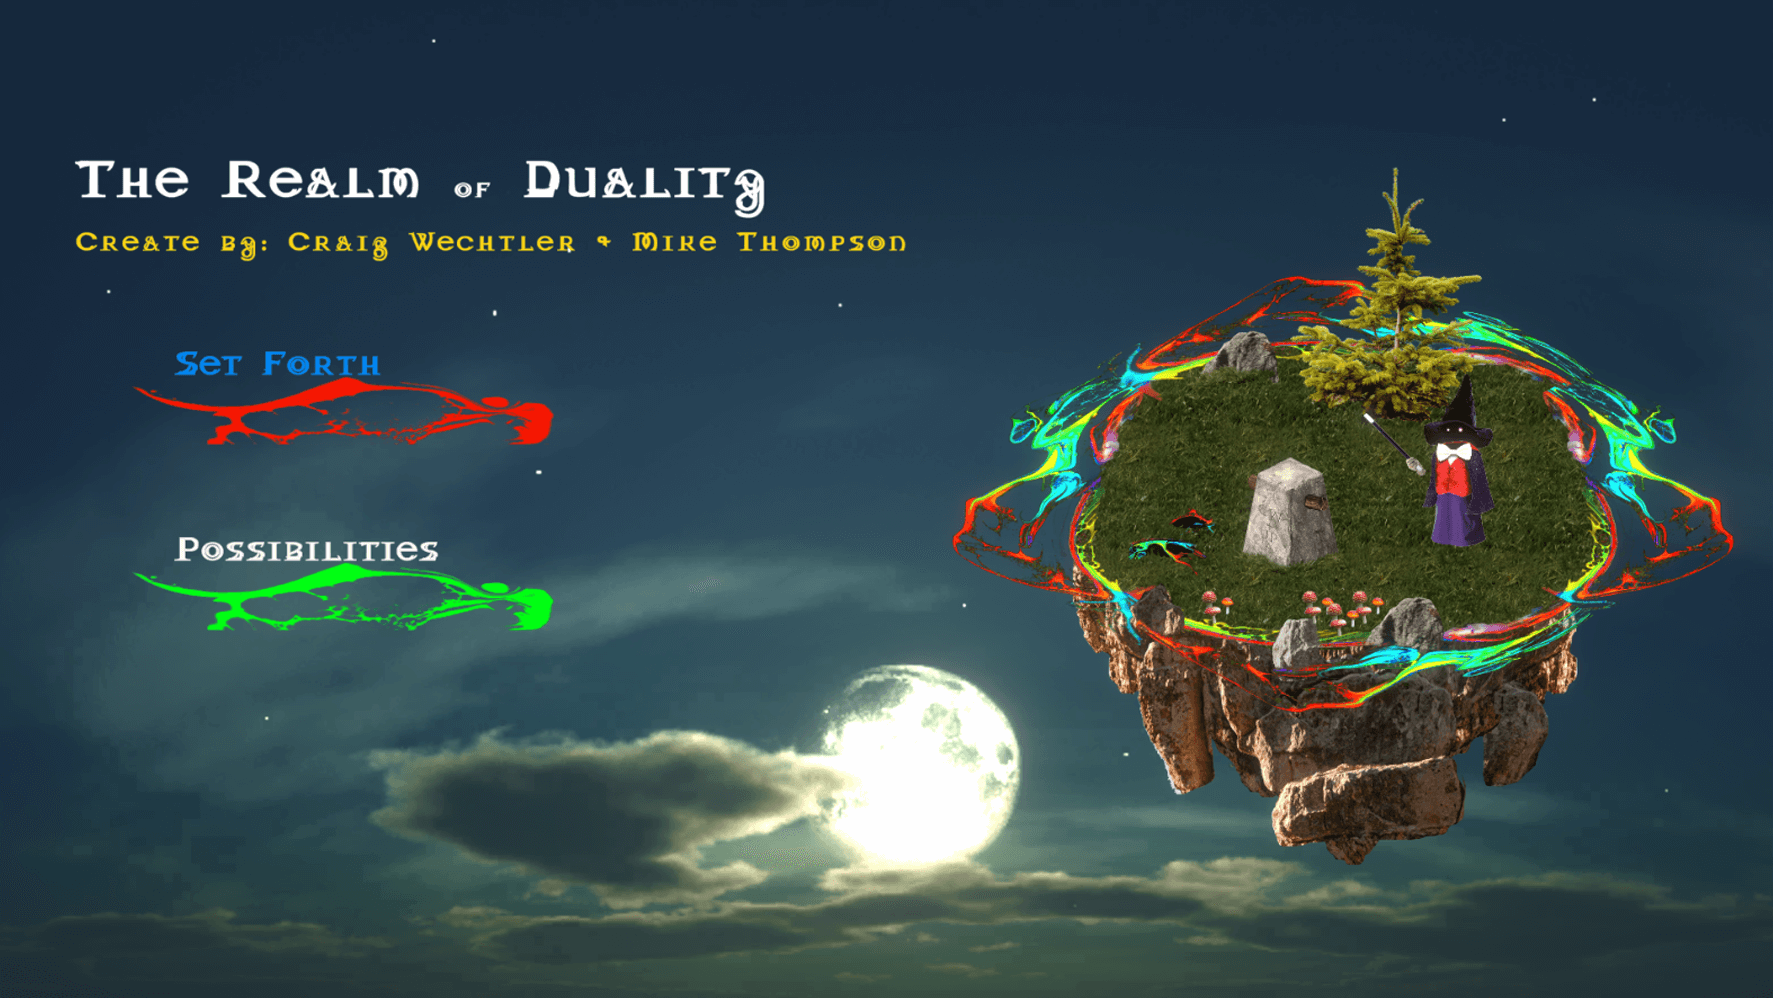 The Realm of Duality
Create by: Craig Wechtler & Mike Thompson
Set Forth
Possibilities